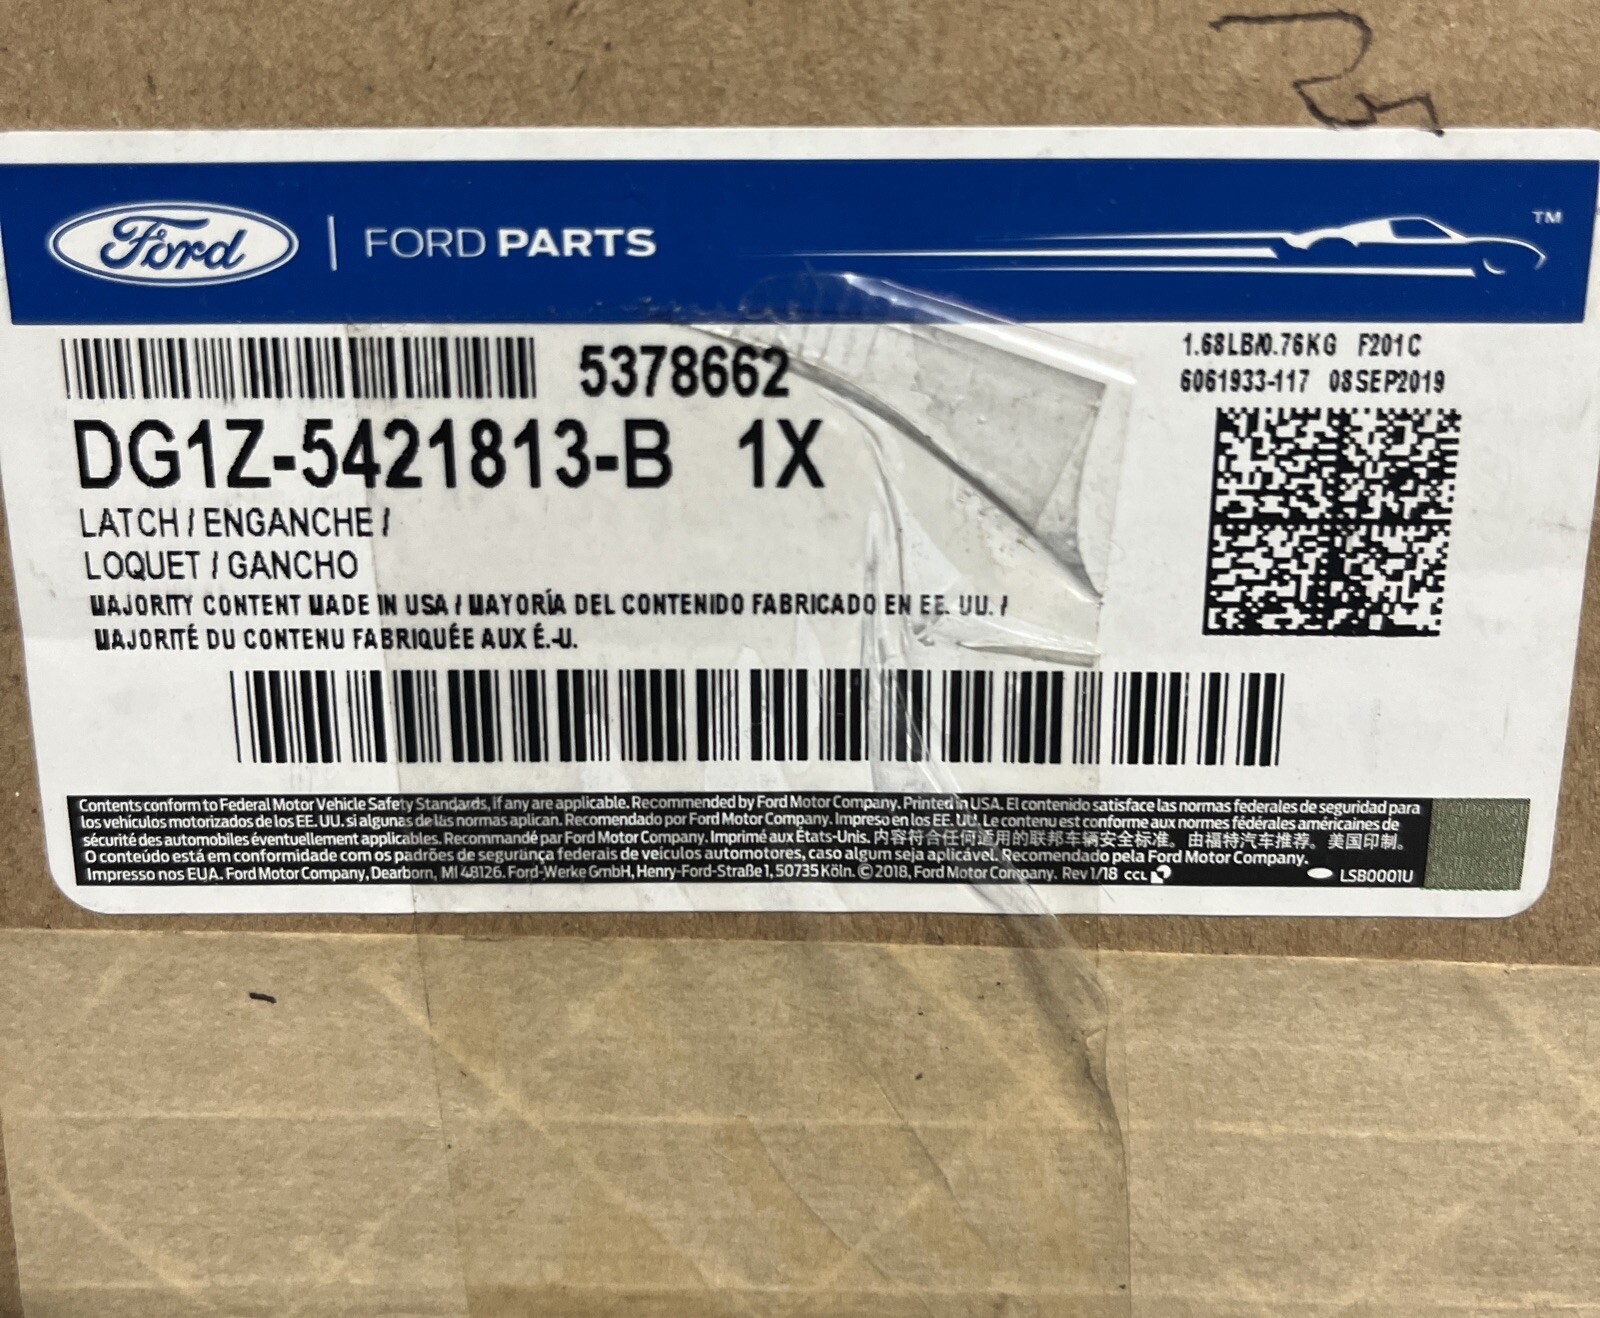 Ford | FORD PARTS ™
5378662
1.68LB/0.76KG F201C
6061933-117 08SEP2019
DG1Z-5421813-B 1X
LATCH / ENGANCHE /
LOQUET / GANCHO
MAJORITY CONTENT MADE IN USA / MAYORÍA DEL CONTENIDO FABRICADO EN EE. UU. /
MAJORITÉ DU CONTENU FABRIQUÉE AUX É.-U.
Contents conform to Federal Motor Vehicle Safety Standards, if any are applicable. Recommended by Ford Motor Company. Printed in USA. El contenido satisface las normas federales de seguridad para
los vehículos motorizados de los EE. UU. si algunas de las normas aplican. Recomendado por Ford Motor Company. Impreso en los EE. UU. Le contenu est conforme aux normes fédérales américaines de
sécurité des automobiles éventuellement applicables. Recommandé par Ford Motor Company. Imprimé aux États-Unis. 内容符合任何适用的联邦车辆安全标准。由福特汽车推荐。美国印制。
O conteúdo está em conformidade com os padrões de segurança federais de veículos automotores, caso algum seja aplicável. Recomendado pela Ford Motor Company.
Impresso nos EUA. Ford Motor Company, Dearborn, MI 48126. Ford-Werke GmbH, Henry-Ford-Straße 1, 50735 Köln. © 2018, Ford Motor Company. Rev 1/18 CCL LSB0001U